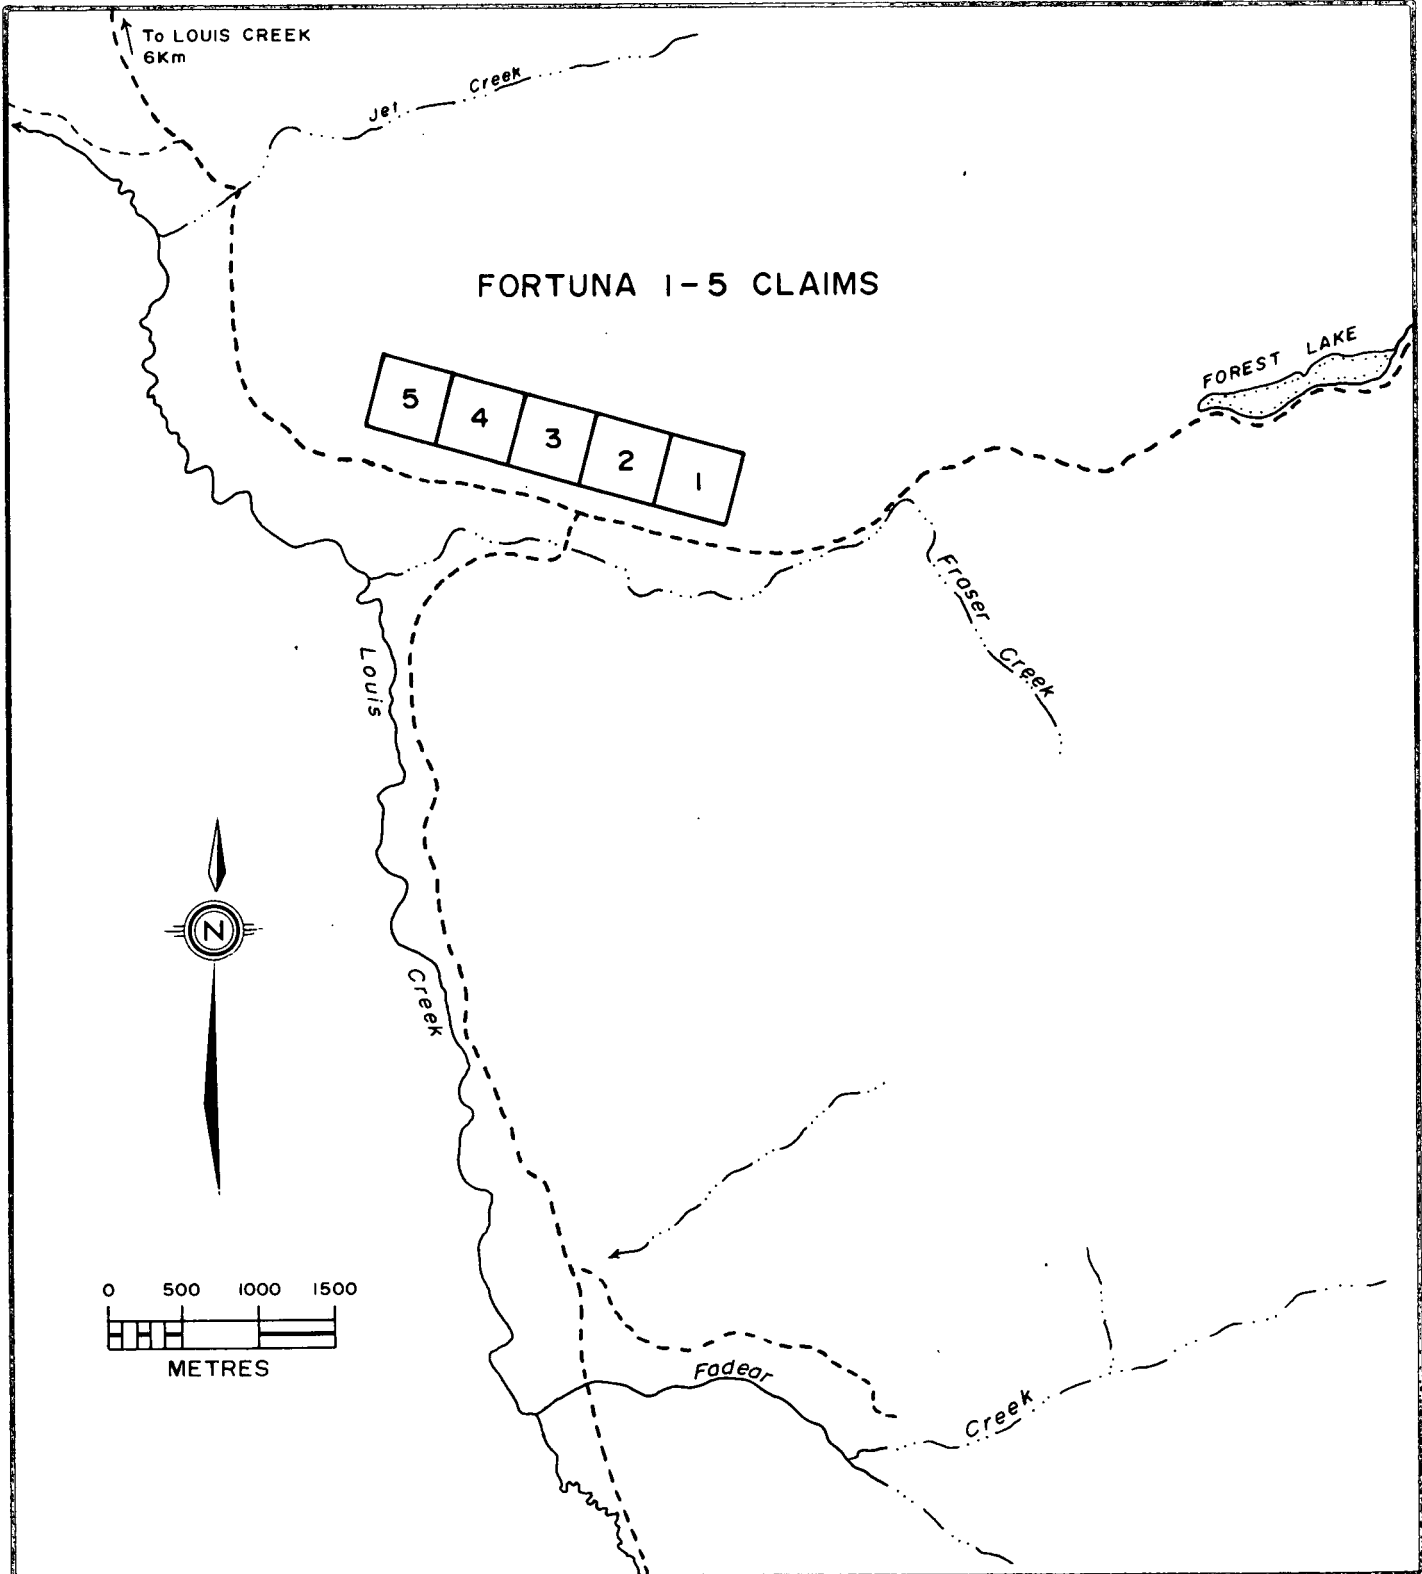 To LOUIS CREEK
6Km
Jet Creek
FORTUNA 1-5 CLAIMS
FOREST LAKE
5 4 3 2 1
Fraser Creek
Louis Creek
N
0 500 1000 1500
METRES
Fadear Creek